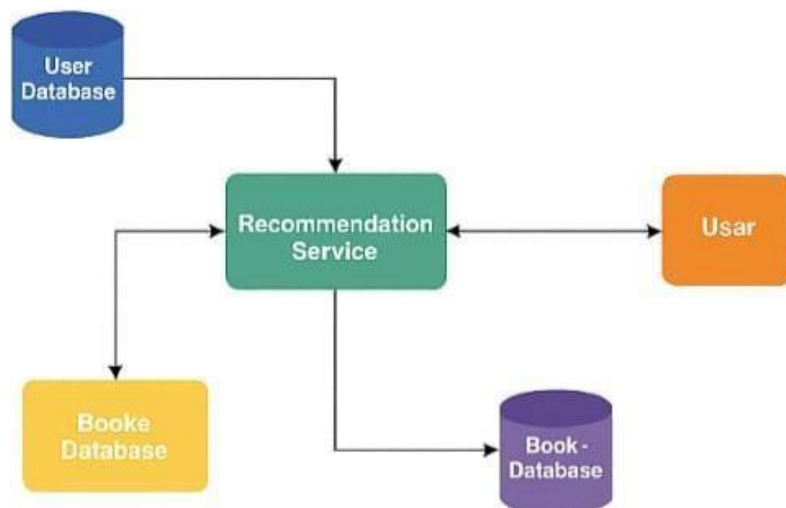 User
Database
Recommendation
Service
Usar
Booke
Database
Book -
Database